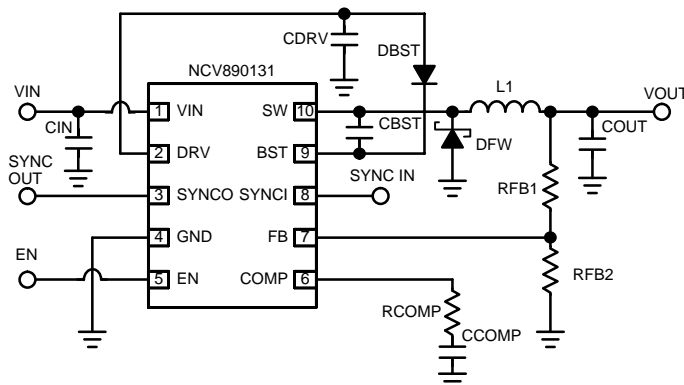 CDRV
DBST
NCV890131
VIN
L1
VOUT
1 VIN SW 10
CIN
CBST
COUT
2 DRV BST 9
DFW
SYNC
OUT
SYNC IN
RFB1
3 SYNCO SYNCI 8
4 GND FB 7
EN
5 EN COMP 6
RFB2
RCOMP
CCOMP